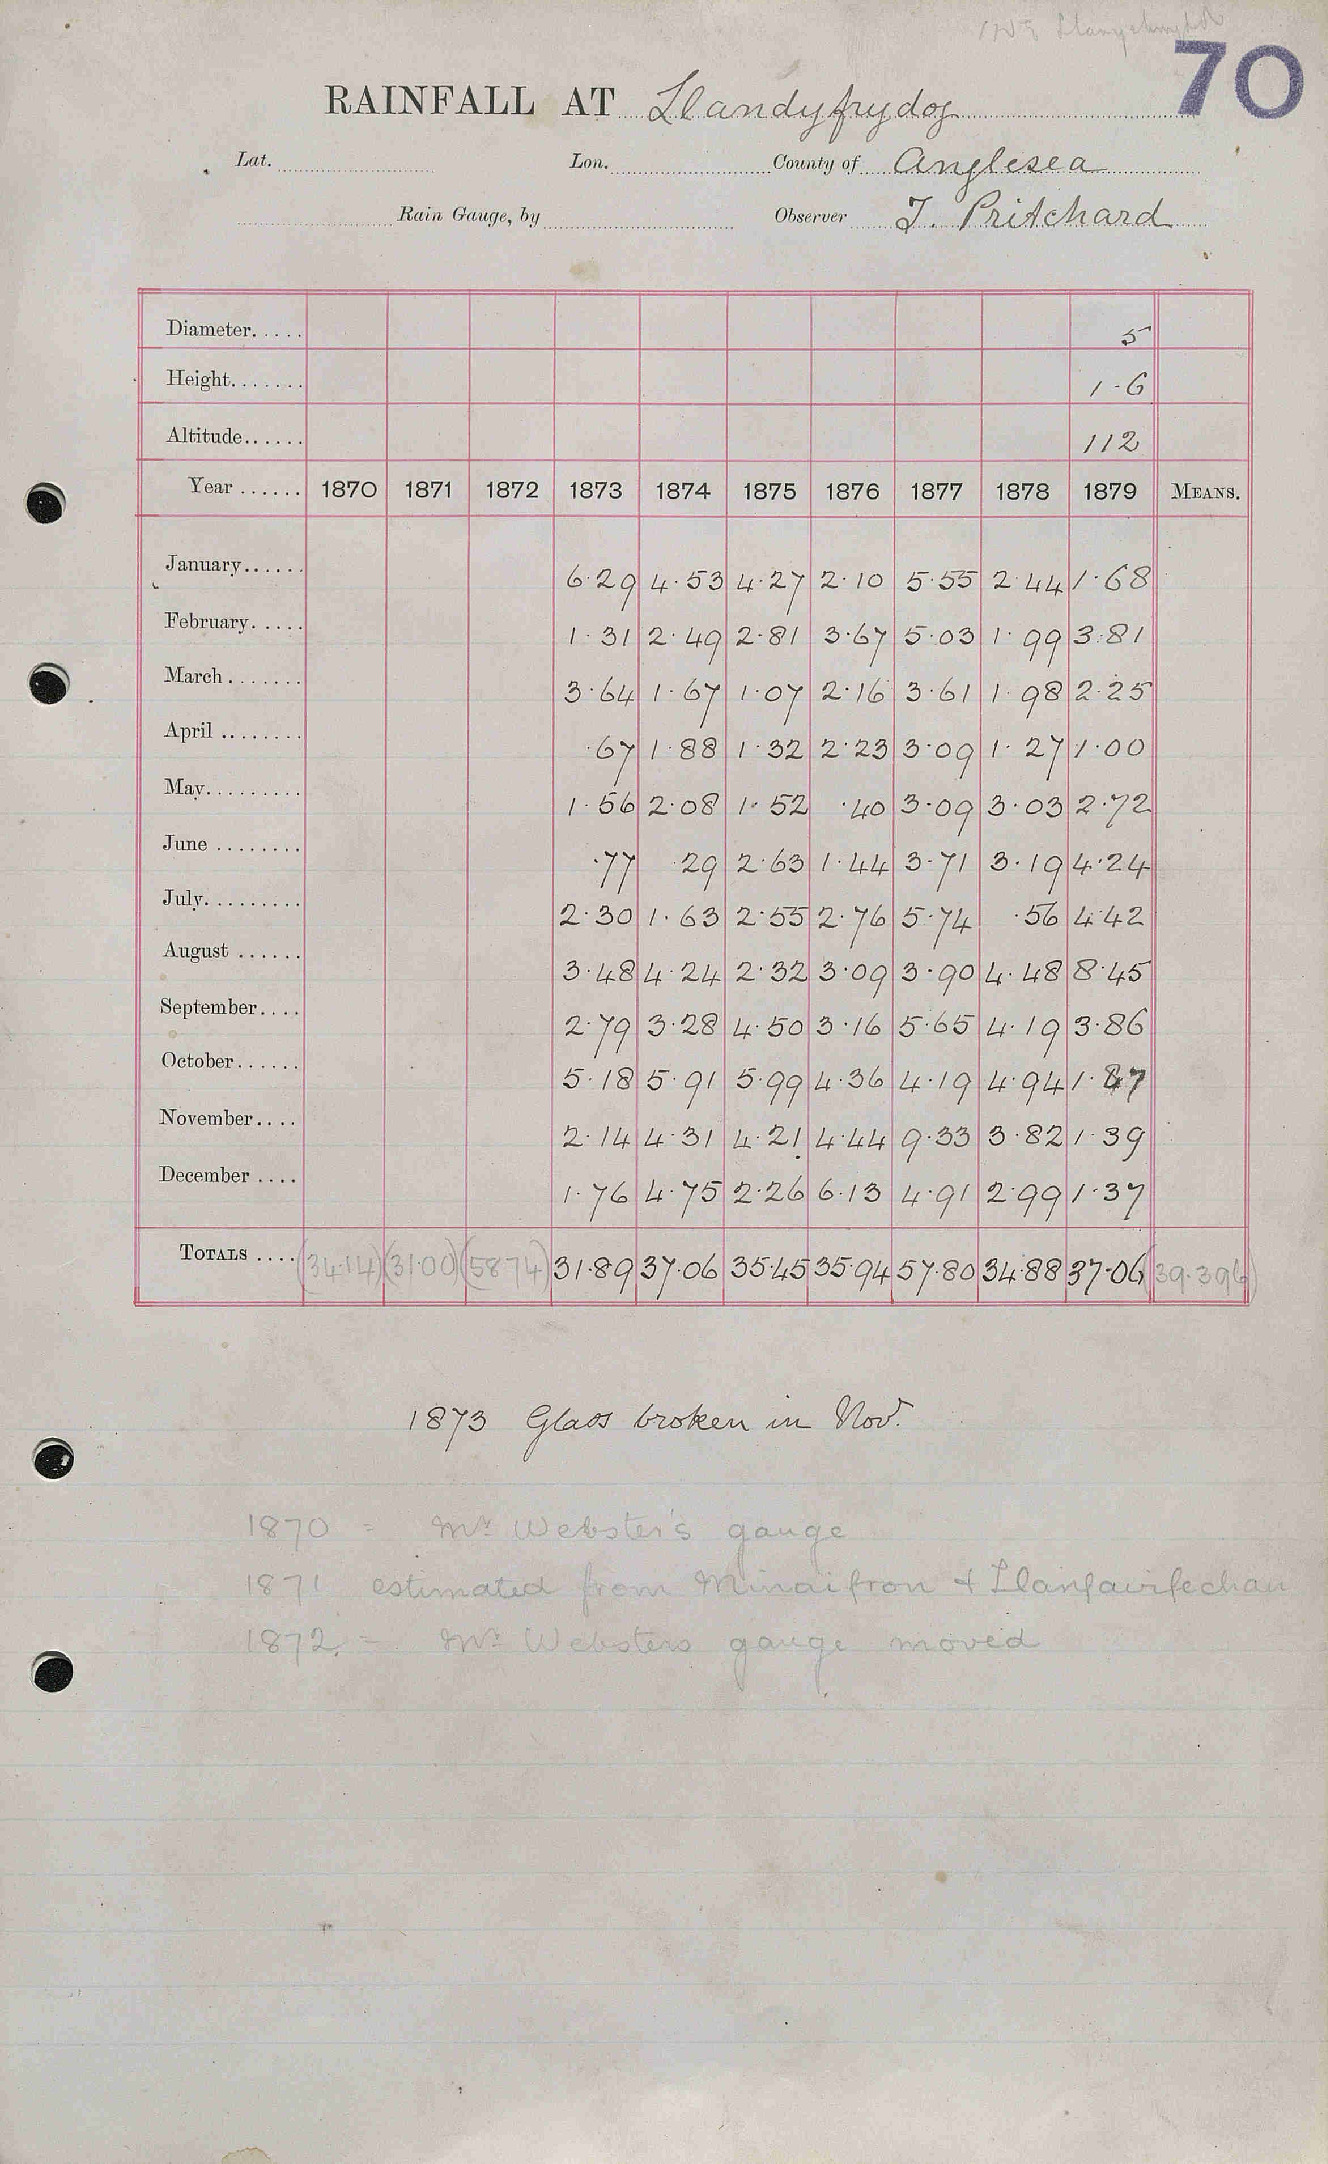 70
RAINFALL AT Llandyfrydog
Lat. Lon. County of Anglesea
Rain Gauge, by Observer J. Pritchard
Diameter..... 5
Height....... 1-6
Altitude...... 112
Year ...... 1870 1871 1872 1873 1874 1875 1876 1877 1878 1879 MEANS.
January...... 6.29 4.53 4.27 2.10 5.55 2.44 1.68
February..... 1.31 2.49 2.81 3.67 5.03 1.99 3.81
March....... 3.64 1.67 1.07 2.16 3.61 1.98 2.25
April ........ .67 1.88 1.32 2.23 3.09 1.27 1.00
May......... 1.56 2.08 1.52 .40 3.09 3.03 2.72
June ........ .77 .29 2.63 1.44 3.71 3.19 4.24
July......... 2.30 1.63 2.55 2.76 5.74 .56 4.42
August ...... 3.48 4.24 2.32 3.09 3.90 4.48 8.45
September.... 2.79 3.28 4.50 3.16 5.65 4.19 3.86
October...... 5.18 5.91 5.99 4.36 4.19 4.94 1.87
November.... 2.14 4.31 4.21 4.44 9.33 3.82 1.39
December .... 1.76 4.75 2.26 6.13 4.91 2.99 1.37
TOTALS .... (34.14) (31.00) (58.74) 31.89 37.06 35.45 35.94 57.80 34.88 37.06 (39.396)
1873 Glass broken in Nov.
1870 = Mr Webster's gauge
1871 estimated from Minaifron & Llanfairfechan
1872 = Mr Websters gauge moved